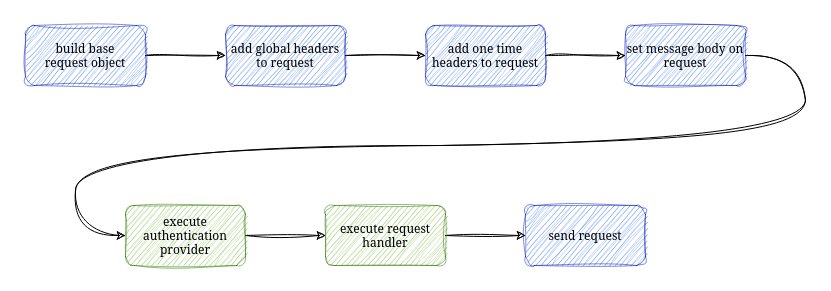 build base
request object
add global headers
to request
add one time
headers to request
set message body on
request
execute
authentication
provider
execute request
handler
send request